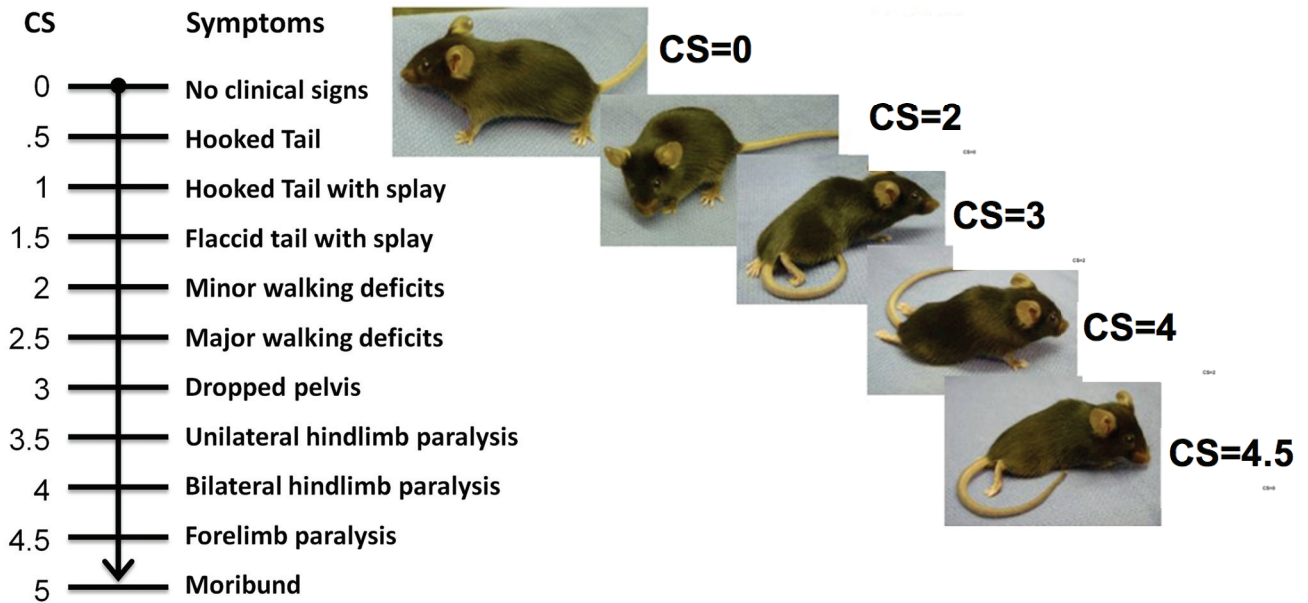 CS Symptoms
0 No clinical signs
.5 Hooked Tail
1 Hooked Tail with splay
1.5 Flaccid tail with splay
2 Minor walking deficits
2.5 Major walking deficits
3 Dropped pelvis
3.5 Unilateral hindlimb paralysis
4 Bilateral hindlimb paralysis
4.5 Forelimb paralysis
5 Moribund
CS=0
CS=2
CS=3
CS=4
CS=4.5